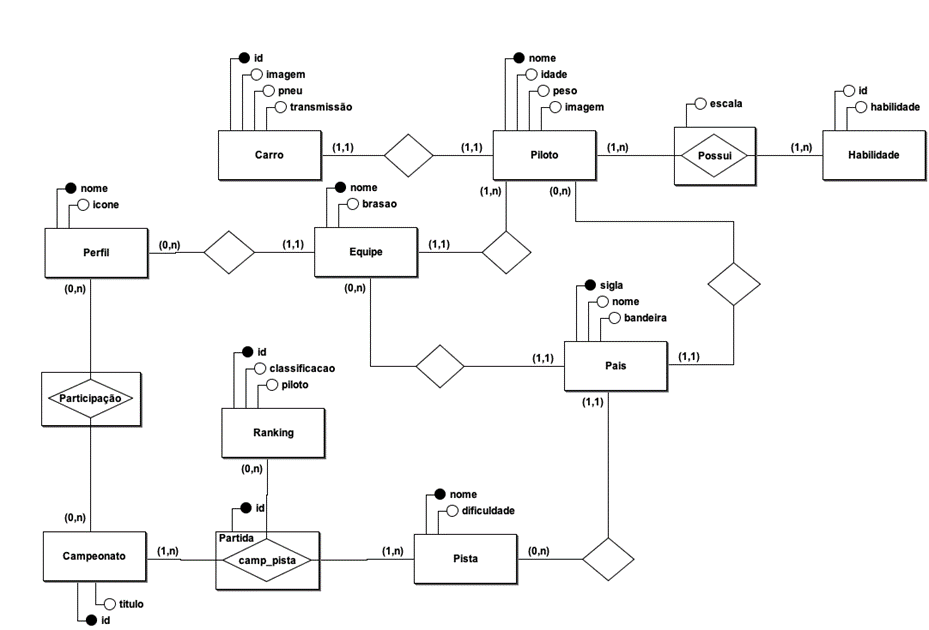 id
imagem
pneu
transmissão
Carro
(1,1)
(1,1)
nome
idade
peso
imagem
Piloto
(1,n)
escala
Possui
(1,n)
id
habilidade
Habilidade
nome
icone
Perfil
(0,n)
(1,1)
nome
brasao
Equipe
(1,1)
(1,n)
(0,n)
(0,n)
(0,n)
sigla
nome
bandeira
Pais
(1,1)
(1,1)
(1,1)
Participação
id
classificacao
piloto
Ranking
(0,n)
(0,n)
Campeonato
(1,n)
titulo
id
id
Partida
camp_pista
(1,n)
nome
dificuldade
Pista
(0,n)